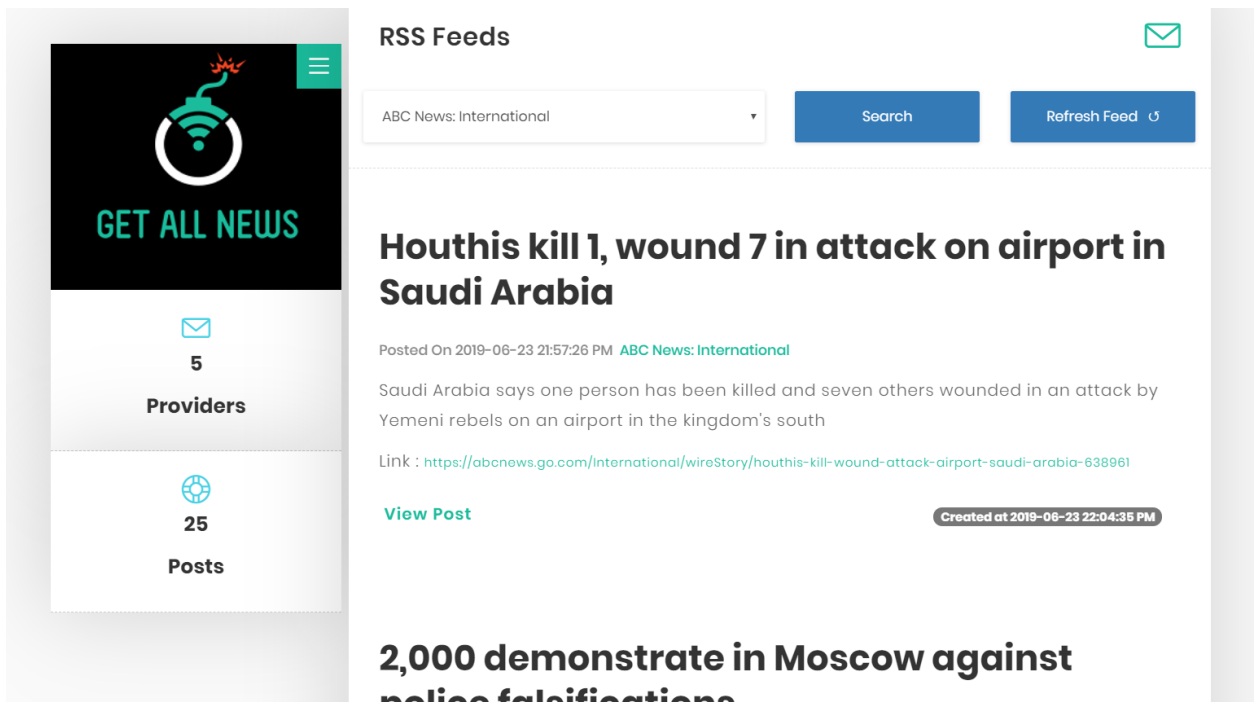 GET ALL NEWS
5
Providers
25
Posts
RSS Feeds
ABC News: International
Search
Refresh Feed ↺
Houthis kill 1, wound 7 in attack on airport in
Saudi Arabia
Posted On 2019-06-23 21:57:26 PM ABC News: International
Saudi Arabia says one person has been killed and seven others wounded in an attack by
Yemeni rebels on an airport in the kingdom's south
Link : https://abcnews.go.com/International/wireStory/houthis-kill-wound-attack-airport-saudi-arabia-638961
View Post
Created at 2019-06-23 22:04:35 PM
2,000 demonstrate in Moscow against
police falsifications